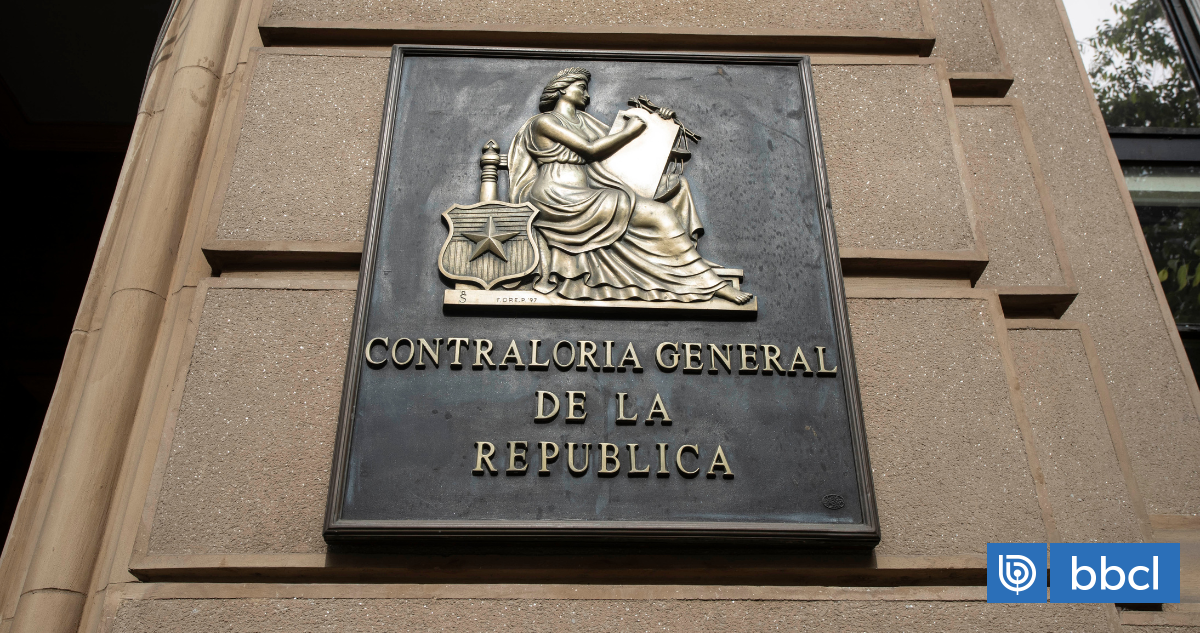 CONTRALORIA GENERAL
DE LA
REPUBLICA
bbcl